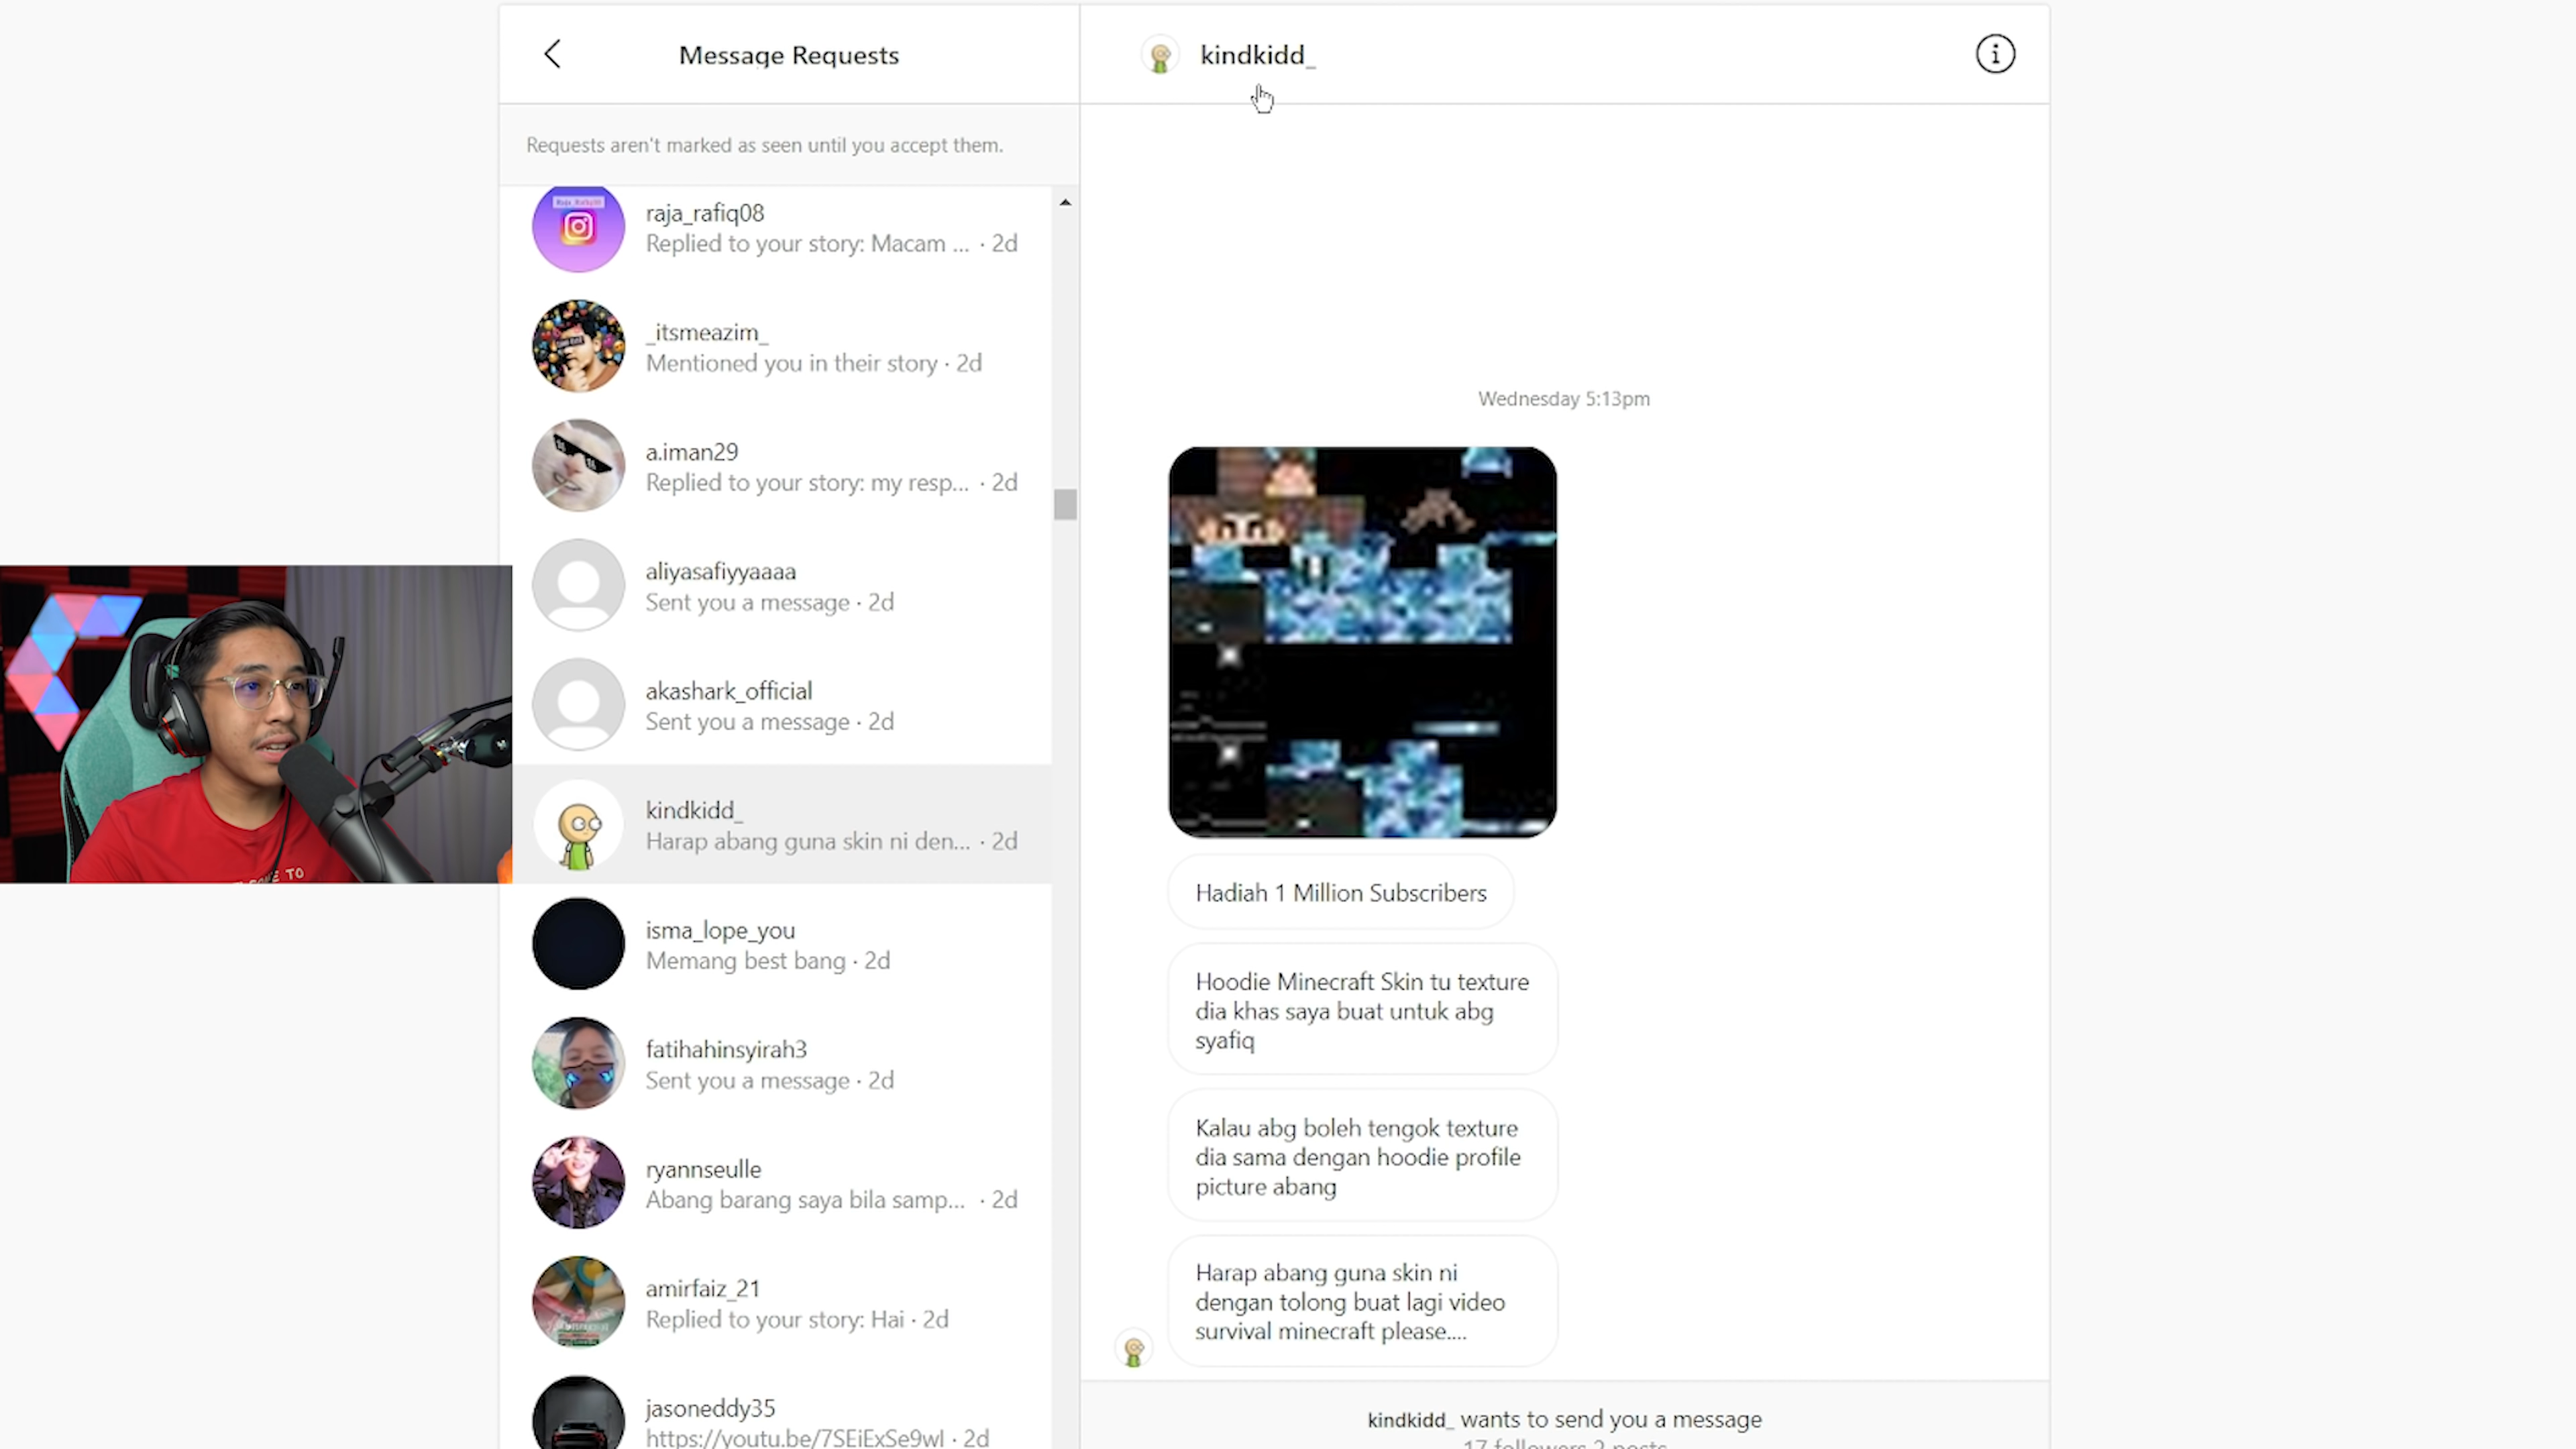 Message Requests
Requests aren't marked as seen until you accept them.
raja_rafiq08
Replied to your story: Macam ... · 2d
_itsmeazim_
Mentioned you in their story · 2d
a.iman29
Replied to your story: my resp... · 2d
aliyasafiyyaaaa
Sent you a message · 2d
akashark_official
Sent you a message · 2d
kindkidd_
Harap abang guna skin ni den... · 2d
isma_lope_you
Memang best bang · 2d
fatihahinsyirah3
Sent you a message · 2d
ryannseulle
Abang barang saya bila samp... · 2d
amirfaiz_21
Replied to your story: Hai · 2d
jasoneddy35
https://youtu.be/7SEiExSe9wI · 2d
kindkidd_
Wednesday 5:13pm
Hadiah 1 Million Subscribers
Hoodie Minecraft Skin tu texture
dia khas saya buat untuk abg
syafiq
Kalau abg boleh tengok texture
dia sama dengan hoodie profile
picture abang
Harap abang guna skin ni
dengan tolong buat lagi video
survival minecraft please....
kindkidd_ wants to send you a message
17 followers 2 posts
TO